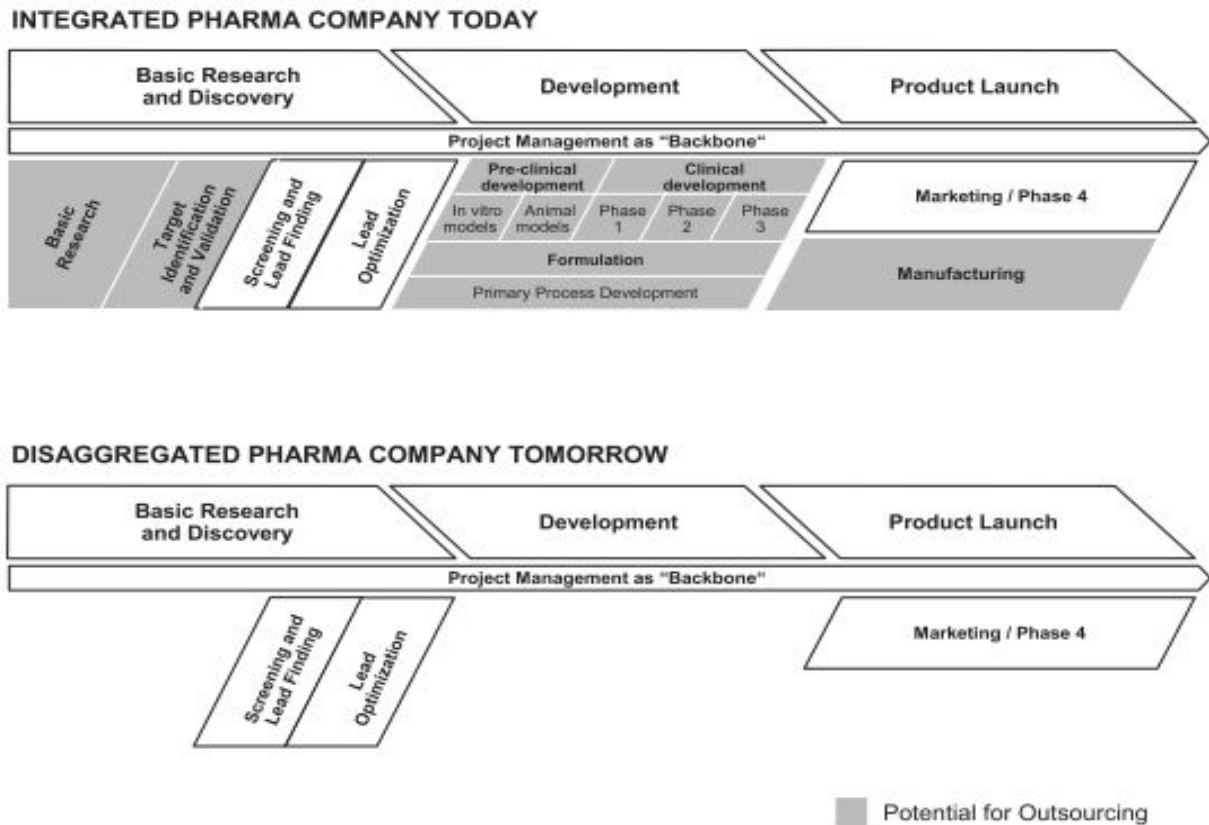 INTEGRATED PHARMA COMPANY TODAY
Basic Research
and Discovery
Development
Product Launch
Project Management as "Backbone"
Basic
Research
Target
Identification
and Validation
Screening and
Lead Finding
Lead
Optimization
Pre-clinical
development
Clinical
development
In vitro
models
Animal
models
Phase
1
Phase
2
Phase
3
Formulation
Primary Process Development
Marketing / Phase 4
Manufacturing
DISAGGREGATED PHARMA COMPANY TOMORROW
Basic Research
and Discovery
Development
Product Launch
Project Management as "Backbone"
Screening and
Lead Finding
Lead
Optimization
Marketing / Phase 4
Potential for Outsourcing